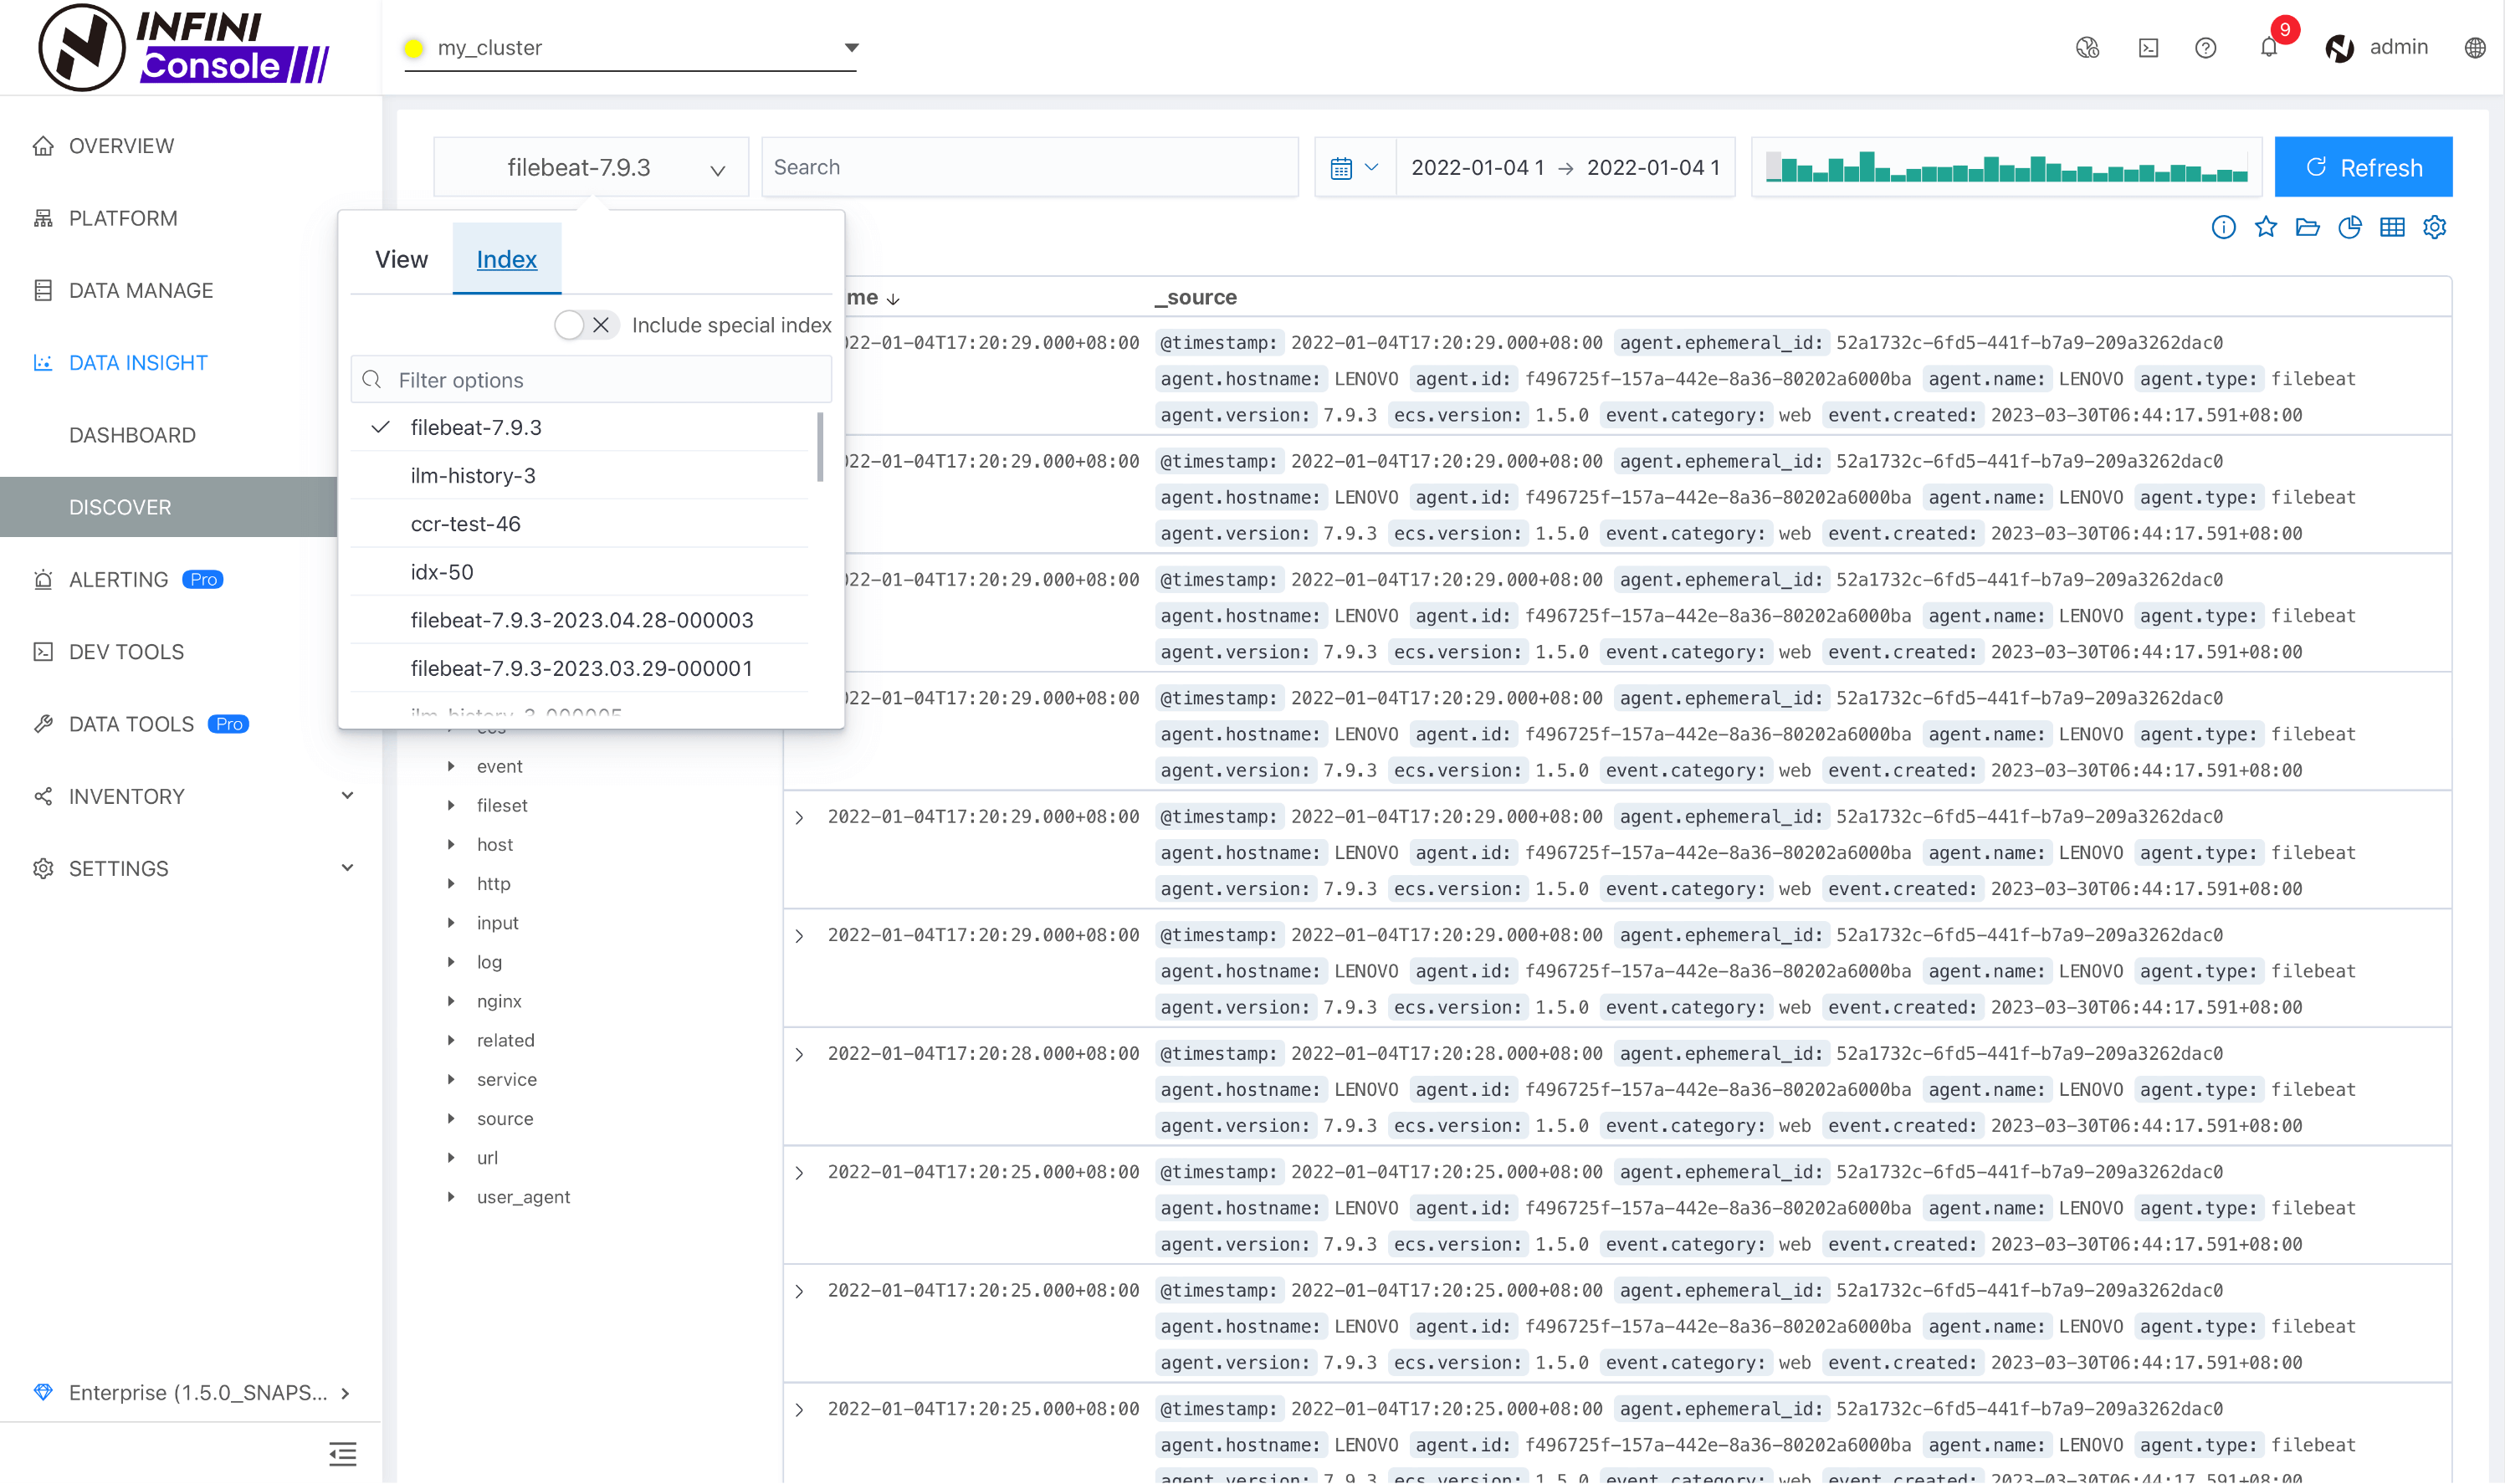 INFINI
Console
my_cluster
9
admin
OVERVIEW
PLATFORM
DATA MANAGE
DATA INSIGHT
DASHBOARD
DISCOVER
ALERTING Pro
DEV TOOLS
DATA TOOLS Pro
INVENTORY
SETTINGS
Enterprise (1.5.0_SNAPS...
filebeat-7.9.3
Search
2022-01-04 1 → 2022-01-04 1
Refresh
View
Index
Include special index
Filter options
filebeat-7.9.3
ilm-history-3
ccr-test-46
idx-50
filebeat-7.9.3-2023.04.28-000003
filebeat-7.9.3-2023.03.29-000001
ilm-history-3-000005
event
fileset
host
http
input
log
nginx
related
service
source
url
user_agent
me _source
22-01-04T17:20:29.000+08:00 @timestamp: 2022-01-04T17:20:29.000+08:00 agent.ephemeral_id: 52a1732c-6fd5-441f-b7a9-209a3262dac0
agent.hostname: LENOVO agent.id: f496725f-157a-442e-8a36-80202a6000ba agent.name: LENOVO agent.type: filebeat
agent.version: 7.9.3 ecs.version: 1.5.0 event.category: web event.created: 2023-03-30T06:44:17.591+08:00
22-01-04T17:20:29.000+08:00 @timestamp: 2022-01-04T17:20:29.000+08:00 agent.ephemeral_id: 52a1732c-6fd5-441f-b7a9-209a3262dac0
agent.hostname: LENOVO agent.id: f496725f-157a-442e-8a36-80202a6000ba agent.name: LENOVO agent.type: filebeat
agent.version: 7.9.3 ecs.version: 1.5.0 event.category: web event.created: 2023-03-30T06:44:17.591+08:00
22-01-04T17:20:29.000+08:00 @timestamp: 2022-01-04T17:20:29.000+08:00 agent.ephemeral_id: 52a1732c-6fd5-441f-b7a9-209a3262dac0
agent.hostname: LENOVO agent.id: f496725f-157a-442e-8a36-80202a6000ba agent.name: LENOVO agent.type: filebeat
agent.version: 7.9.3 ecs.version: 1.5.0 event.category: web event.created: 2023-03-30T06:44:17.591+08:00
22-01-04T17:20:29.000+08:00 @timestamp: 2022-01-04T17:20:29.000+08:00 agent.ephemeral_id: 52a1732c-6fd5-441f-b7a9-209a3262dac0
agent.hostname: LENOVO agent.id: f496725f-157a-442e-8a36-80202a6000ba agent.name: LENOVO agent.type: filebeat
agent.version: 7.9.3 ecs.version: 1.5.0 event.category: web event.created: 2023-03-30T06:44:17.591+08:00
2022-01-04T17:20:29.000+08:00 @timestamp: 2022-01-04T17:20:29.000+08:00 agent.ephemeral_id: 52a1732c-6fd5-441f-b7a9-209a3262dac0
agent.hostname: LENOVO agent.id: f496725f-157a-442e-8a36-80202a6000ba agent.name: LENOVO agent.type: filebeat
agent.version: 7.9.3 ecs.version: 1.5.0 event.category: web event.created: 2023-03-30T06:44:17.591+08:00
2022-01-04T17:20:29.000+08:00 @timestamp: 2022-01-04T17:20:29.000+08:00 agent.ephemeral_id: 52a1732c-6fd5-441f-b7a9-209a3262dac0
agent.hostname: LENOVO agent.id: f496725f-157a-442e-8a36-80202a6000ba agent.name: LENOVO agent.type: filebeat
agent.version: 7.9.3 ecs.version: 1.5.0 event.category: web event.created: 2023-03-30T06:44:17.591+08:00
2022-01-04T17:20:28.000+08:00 @timestamp: 2022-01-04T17:20:28.000+08:00 agent.ephemeral_id: 52a1732c-6fd5-441f-b7a9-209a3262dac0
agent.hostname: LENOVO agent.id: f496725f-157a-442e-8a36-80202a6000ba agent.name: LENOVO agent.type: filebeat
agent.version: 7.9.3 ecs.version: 1.5.0 event.category: web event.created: 2023-03-30T06:44:17.591+08:00
2022-01-04T17:20:25.000+08:00 @timestamp: 2022-01-04T17:20:25.000+08:00 agent.ephemeral_id: 52a1732c-6fd5-441f-b7a9-209a3262dac0
agent.hostname: LENOVO agent.id: f496725f-157a-442e-8a36-80202a6000ba agent.name: LENOVO agent.type: filebeat
agent.version: 7.9.3 ecs.version: 1.5.0 event.category: web event.created: 2023-03-30T06:44:17.591+08:00
2022-01-04T17:20:25.000+08:00 @timestamp: 2022-01-04T17:20:25.000+08:00 agent.ephemeral_id: 52a1732c-6fd5-441f-b7a9-209a3262dac0
agent.hostname: LENOVO agent.id: f496725f-157a-442e-8a36-80202a6000ba agent.name: LENOVO agent.type: filebeat
agent.version: 7.9.3 ecs.version: 1.5.0 event.category: web event.created: 2023-03-30T06:44:17.591+08:00
2022-01-04T17:20:25.000+08:00 @timestamp: 2022-01-04T17:20:25.000+08:00 agent.ephemeral_id: 52a1732c-6fd5-441f-b7a9-209a3262dac0
agent.hostname: LENOVO agent.id: f496725f-157a-442e-8a36-80202a6000ba agent.name: LENOVO agent.type: filebeat
agent.version: 7.9.3 ecs.version: 1.5.0 event.category: web event.created: 2023-03-30T06:44:17.591+08:00